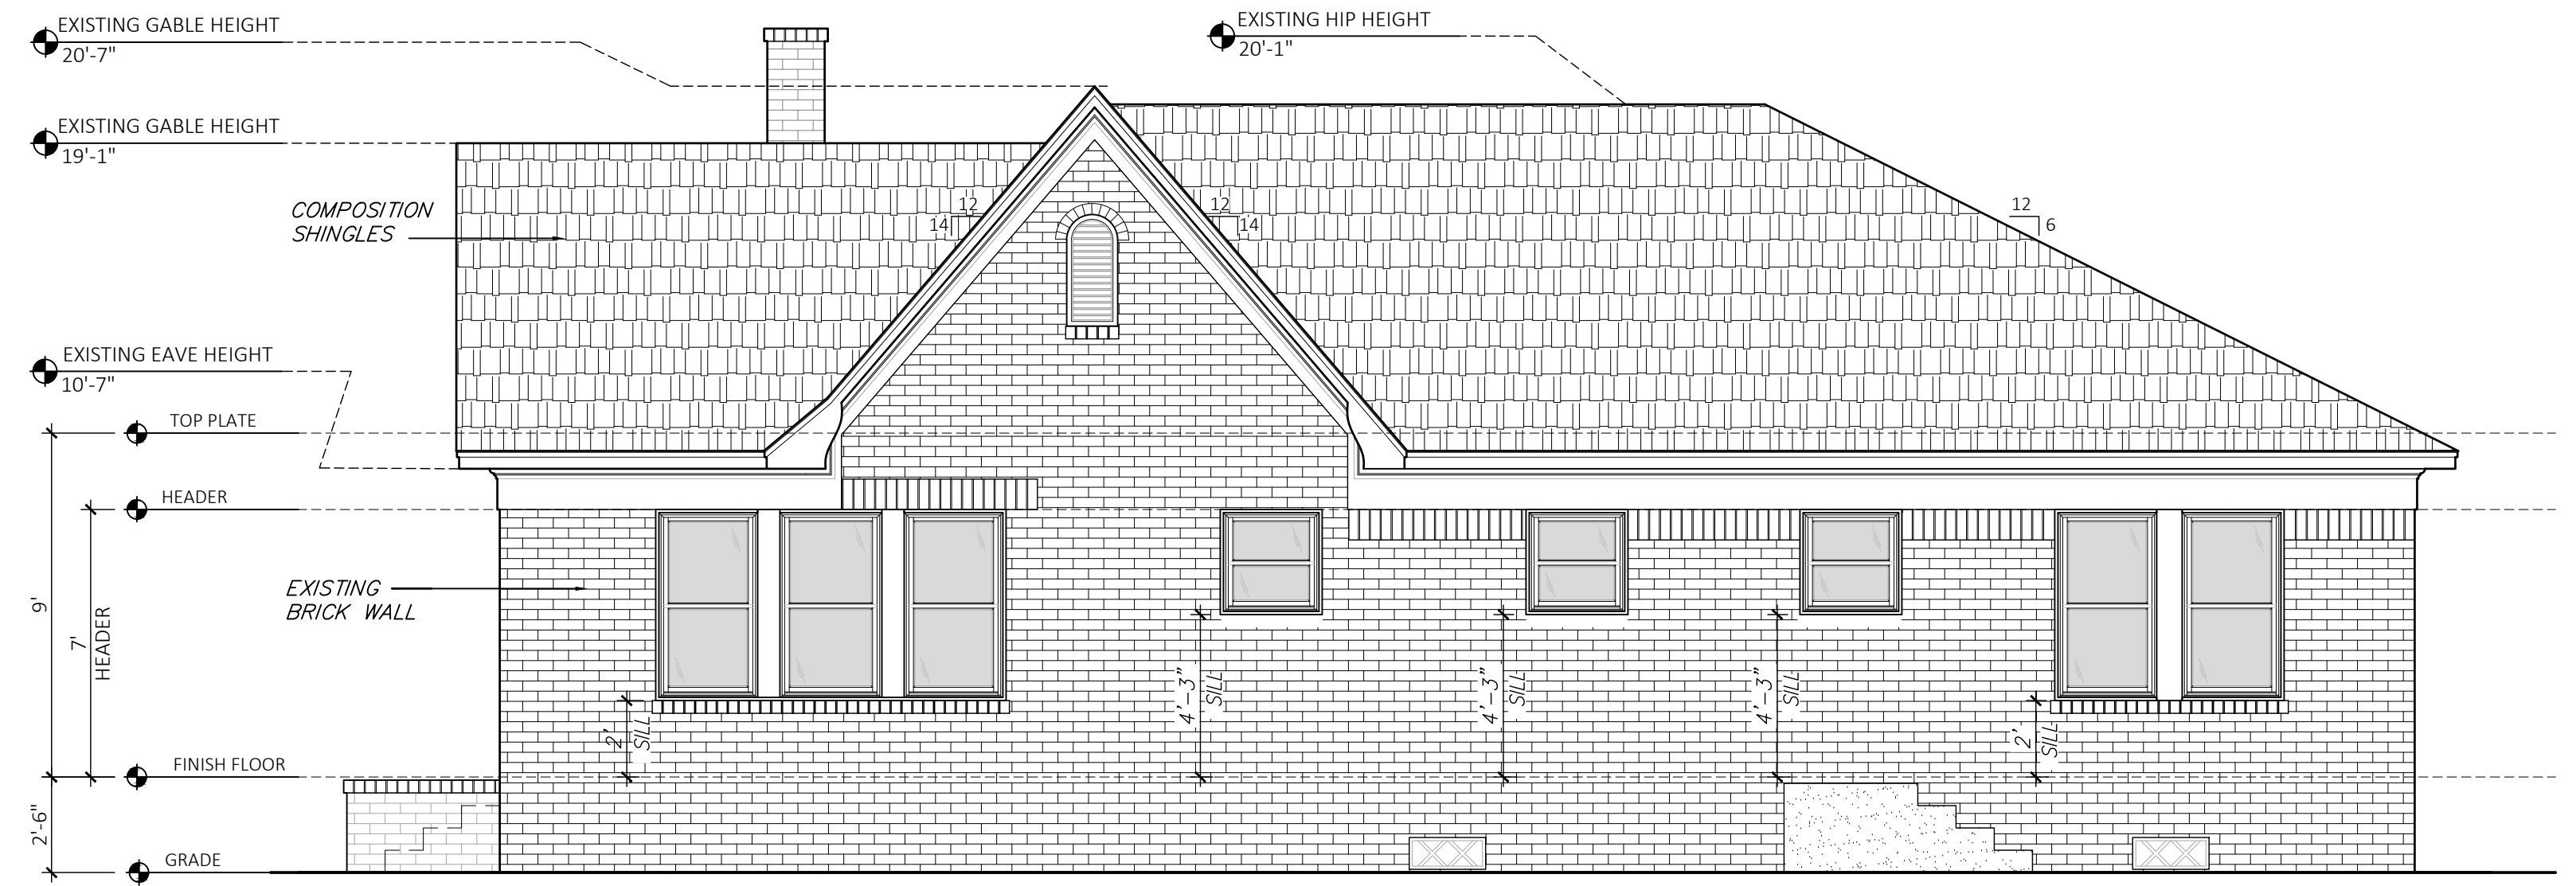 EXISTING GABLE HEIGHT
20'-7"
EXISTING HIP HEIGHT
20'-1"
EXISTING GABLE HEIGHT
19'-1"
COMPOSITION
SHINGLES
12
14
12
14
12
6
EXISTING EAVE HEIGHT
10'-7"
TOP PLATE
HEADER
9'
7'
HEADER
EXISTING
BRICK WALL
2'
SILL
4'-3"
SILL
4'-3"
SILL
4'-3"
SILL
2'
SILL
FINISH FLOOR
2'-6"
GRADE